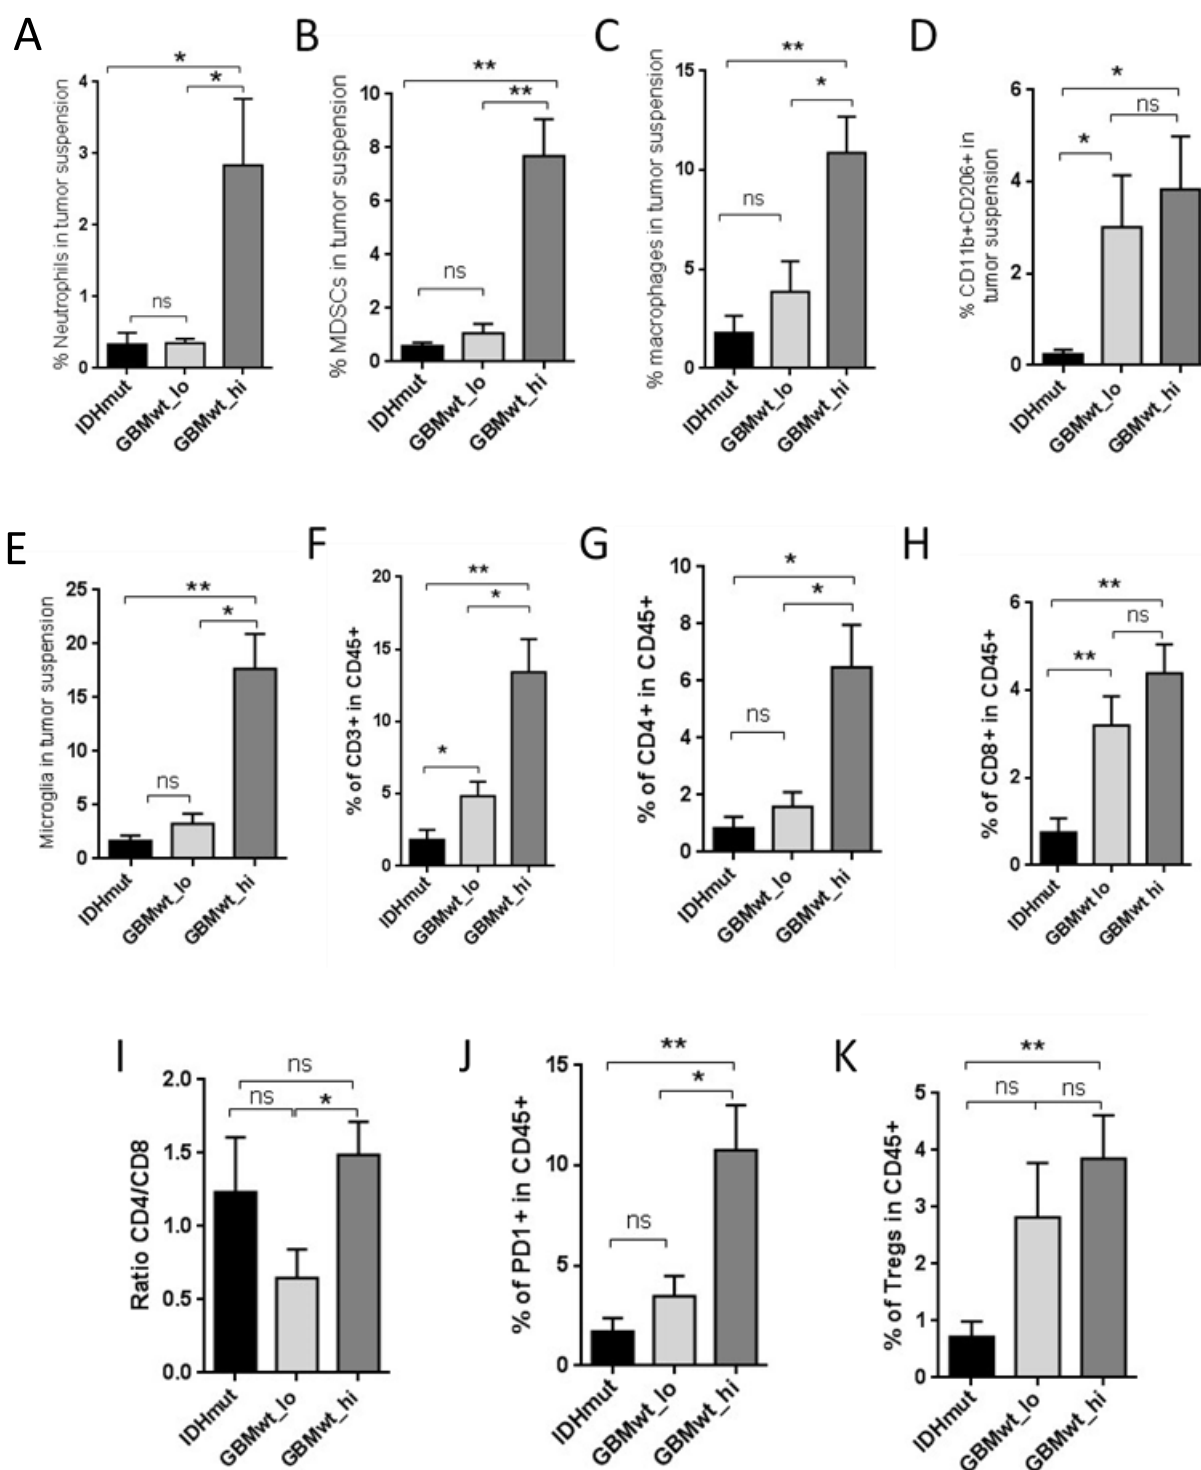 A
% Neutrophils in tumor suspension
*
*
ns
4
3
2
1
0
IDHmut
GBMwt_lo
GBMwt_hi
B
% MDSCs in tumor suspension
**
**
ns
10
8
6
4
2
0
IDHmut
GBMwt_lo
GBMwt_hi
C
% macrophages in tumor suspension
**
*
ns
15
10
5
0
IDHmut
GBMwt_lo
GBMwt_hi
D
% CD11b+CD206+ in
tumor suspension
*
ns
*
6
4
2
0
IDHmut
GBMwt_lo
GBMwt_hi
E
Microglia in tumor suspension
**
*
ns
25
20
15
10
5
0
IDHmut
GBMwt_lo
GBMwt_hi
F
% of CD3+ in CD45+
**
*
*
20
15
10
5
0
IDHmut
GBMwt_lo
GBMwt_hi
G
% of CD4+ in CD45+
*
*
ns
10
8
6
4
2
0
IDHmut
GBMwt_lo
GBMwt_hi
H
% of CD8+ in CD45+
**
ns
**
6
4
2
0
IDHmut
GBMwt lo
GBMwt hi
I
Ratio CD4/CD8
ns
ns
*
2.0
1.5
1.0
0.5
0.0
IDHmut
GBMwt_lo
GBMwt_hi
J
% of PD1+ in CD45+
**
*
ns
15
10
5
0
IDHmut
GBMwt_lo
GBMwt_hi
K
% of Tregs in CD45+
**
ns
ns
5
4
3
2
1
0
IDHmut
GBMwt_lo
GBMwt_hi